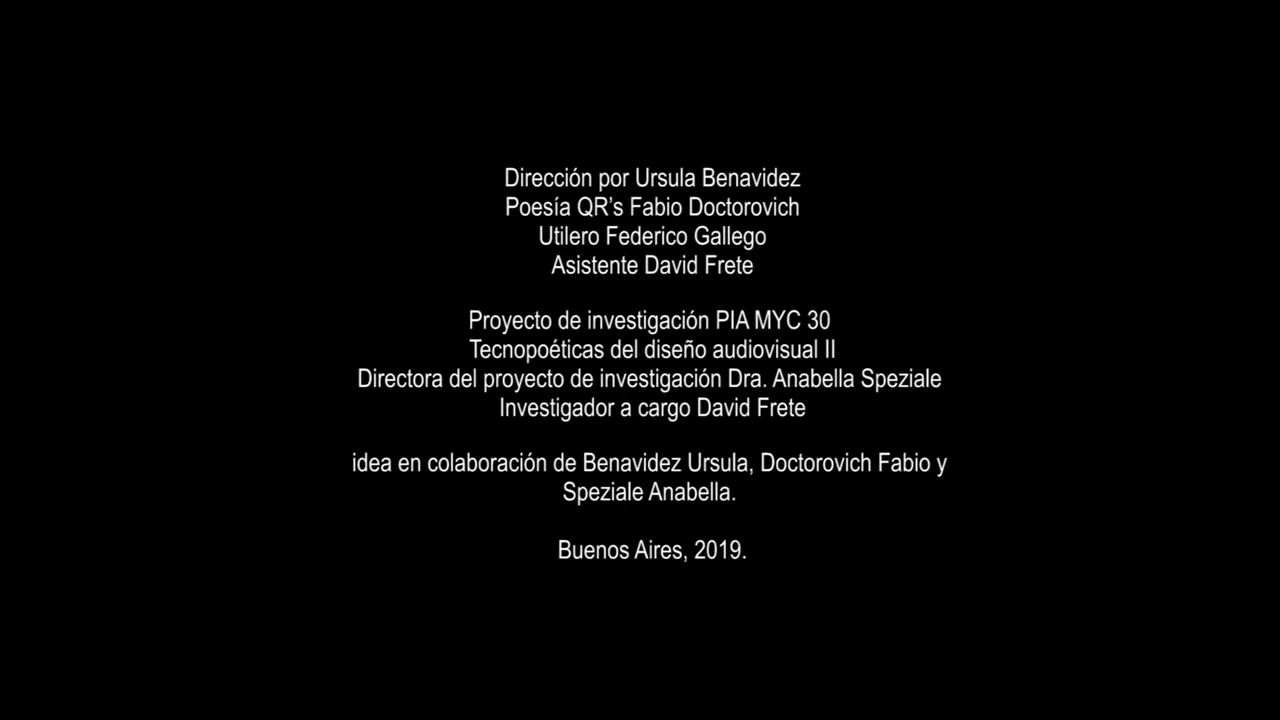 Dirección por Ursula Benavidez
Poesía QR's Fabio Doctorovich
Utilero Federico Gallego
Asistente David Frete
Proyecto de investigación PIA MYC 30
Tecnopoéticas del diseño audiovisual II
Directora del proyecto de investigación Dra. Anabella Speziale
Investigador a cargo David Frete
idea en colaboración de Benavidez Ursula, Doctorovich Fabio y
Speziale Anabella.
Buenos Aires, 2019.